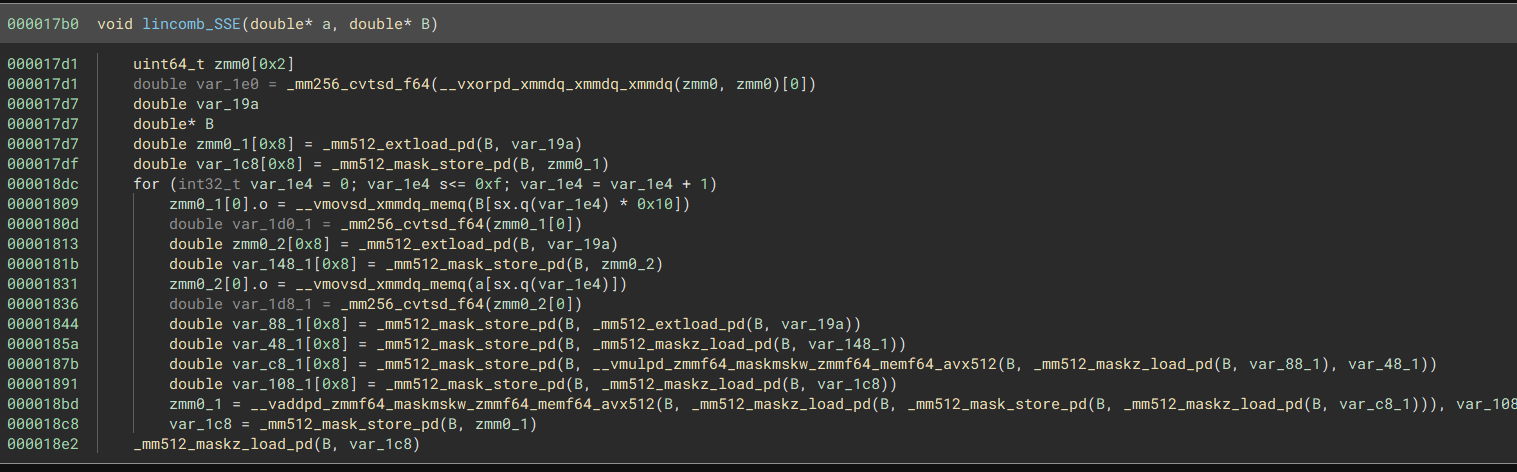 000017b0 void lincomb_SSE(double* a, double* B)
000017d1 uint64_t zmm0[0x2]
000017d1 double var_1e0 = _mm256_cvtsd_f64(__vxorpd_xmmdq_xmmdq_xmmdq(zmm0, zmm0)[0])
000017d7 double var_19a
000017d7 double* B
000017d7 double zmm0_1[0x8] = _mm512_extload_pd(B, var_19a)
000017df double var_1c8[0x8] = _mm512_mask_store_pd(B, zmm0_1)
000018dc for (int32_t var_1e4 = 0; var_1e4 s<= 0xf; var_1e4 = var_1e4 + 1)
00001809 zmm0_1[0].o = __vmovsd_xmmdq_memq(B[sx.q(var_1e4) * 0x10])
0000180d double var_1d0_1 = _mm256_cvtsd_f64(zmm0_1[0])
00001813 double zmm0_2[0x8] = _mm512_extload_pd(B, var_19a)
0000181b double var_148_1[0x8] = _mm512_mask_store_pd(B, zmm0_2)
00001831 zmm0_2[0].o = __vmovsd_xmmdq_memq(a[sx.q(var_1e4)])
00001836 double var_1d8_1 = _mm256_cvtsd_f64(zmm0_2[0])
00001844 double var_88_1[0x8] = _mm512_mask_store_pd(B, _mm512_extload_pd(B, var_19a))
0000185a double var_48_1[0x8] = _mm512_mask_store_pd(B, _mm512_maskz_load_pd(B, var_148_1))
0000187b double var_c8_1[0x8] = _mm512_mask_store_pd(B, __vmulpd_zmmf64_maskmskw_zmmf64_memf64_avx512(B, _mm512_maskz_load_pd(B, var_88_1), var_48_1))
00001891 double var_108_1[0x8] = _mm512_mask_store_pd(B, _mm512_maskz_load_pd(B, var_1c8))
000018bd zmm0_1 = __vaddpd_zmmf64_maskmskw_zmmf64_memf64_avx512(B, _mm512_maskz_load_pd(B, _mm512_mask_store_pd(B, _mm512_maskz_load_pd(B, var_c8_1))), var_108
000018c8 var_1c8 = _mm512_mask_store_pd(B, zmm0_1)
000018e2 _mm512_maskz_load_pd(B, var_1c8)